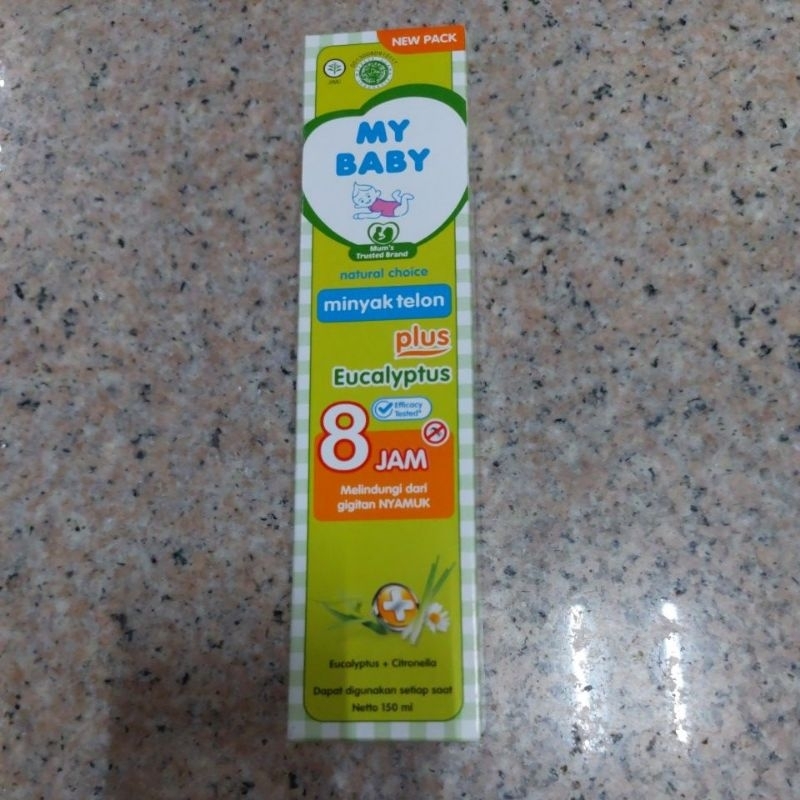 NEW PACK
JAMU
MY
BABY
Mum's
Trusted Brand
natural choice
minyak telon
plus
Eucalyptus
Efficacy
Tested*
8
JAM
Melindungi dari
gigitan NYAMUK
Eucalyptus + Citronella
Dapat digunakan setiap saat
Netto 150 ml